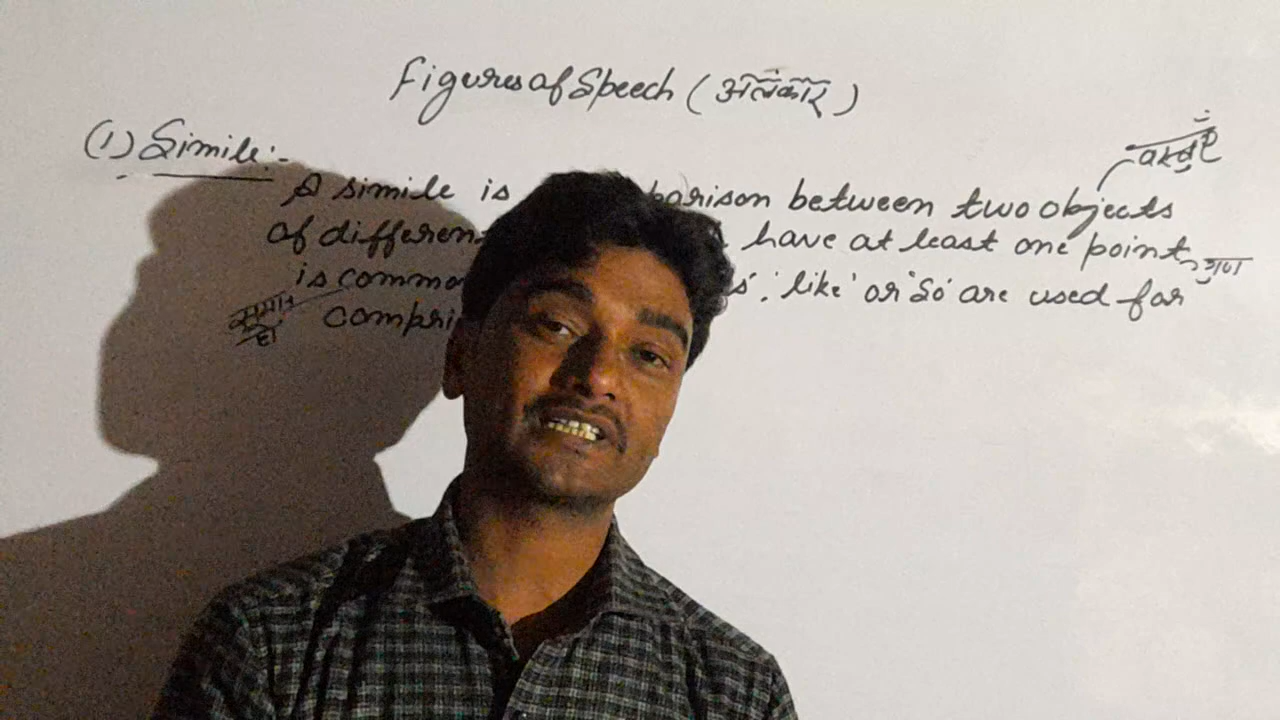 Figures of Speech (अलंकार)
(1) Simile:-
वस्तुएँ
A simile is parison between two objects
of differen have at least one point
गुण
is commo s', 'like' or 'so' are used for
समान
हो
compri